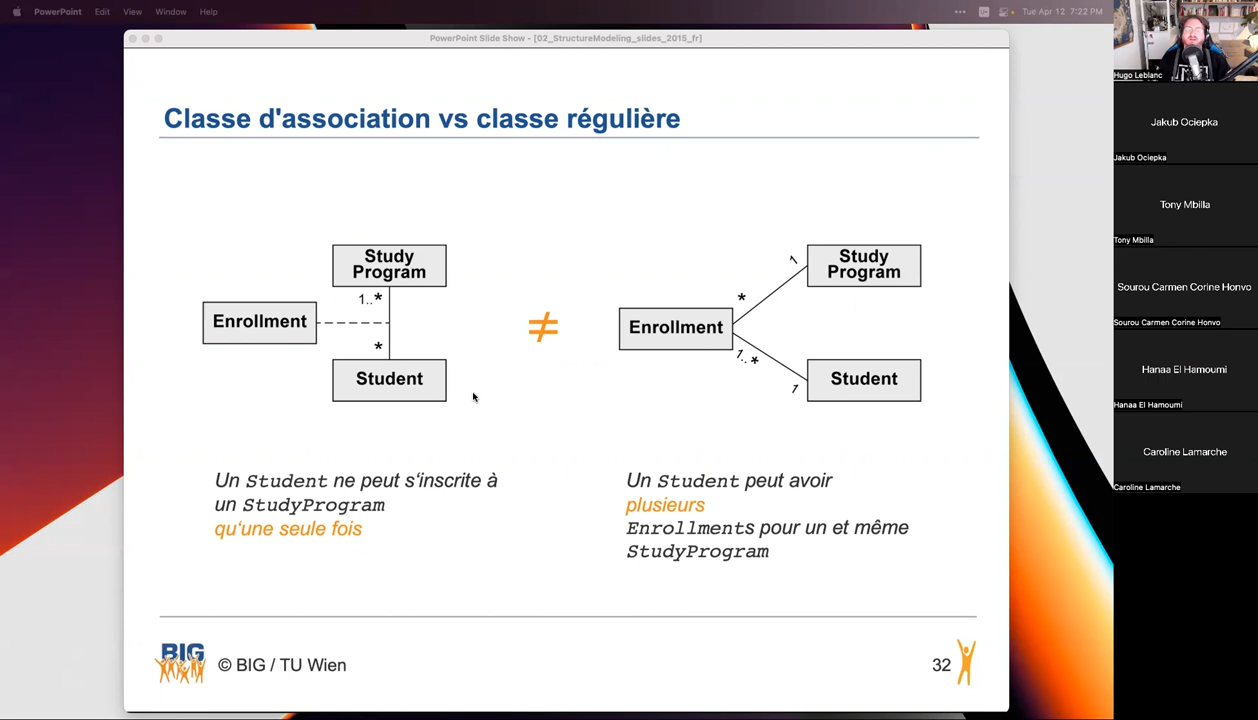 PowerPoint Edit View Window Help
Tue Apr 12 7:22 PM
PowerPoint Slide Show - [02_StructureModeling_slides_2015_fr]
Classe d'association vs classe régulière
Study
Program
1..*
Enrollment
*
Student
≠
Study
Program
1
*
Enrollment
1..*
1
Student
Un Student ne peut s'inscrite à
un StudyProgram
qu'une seule fois
Un Student peut avoir
plusieurs
Enrollments pour un et même
StudyProgram
BIG
© BIG / TU Wien
32
Hugo Leblanc
Jakub Ociepka
Jakub Ociepka
Tony Mbilla
Tony Mbilla
Sourou Carmen Corine Honvo
Sourou Carmen Corine Honvo
Hanaa El Hamoumi
Hanaa El Hamoumi
Caroline Lamarche
Caroline Lamarche